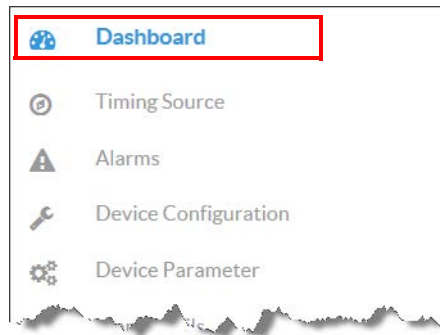 Dashboard
Timing Source
Alarms
Device Configuration
Device Parameter